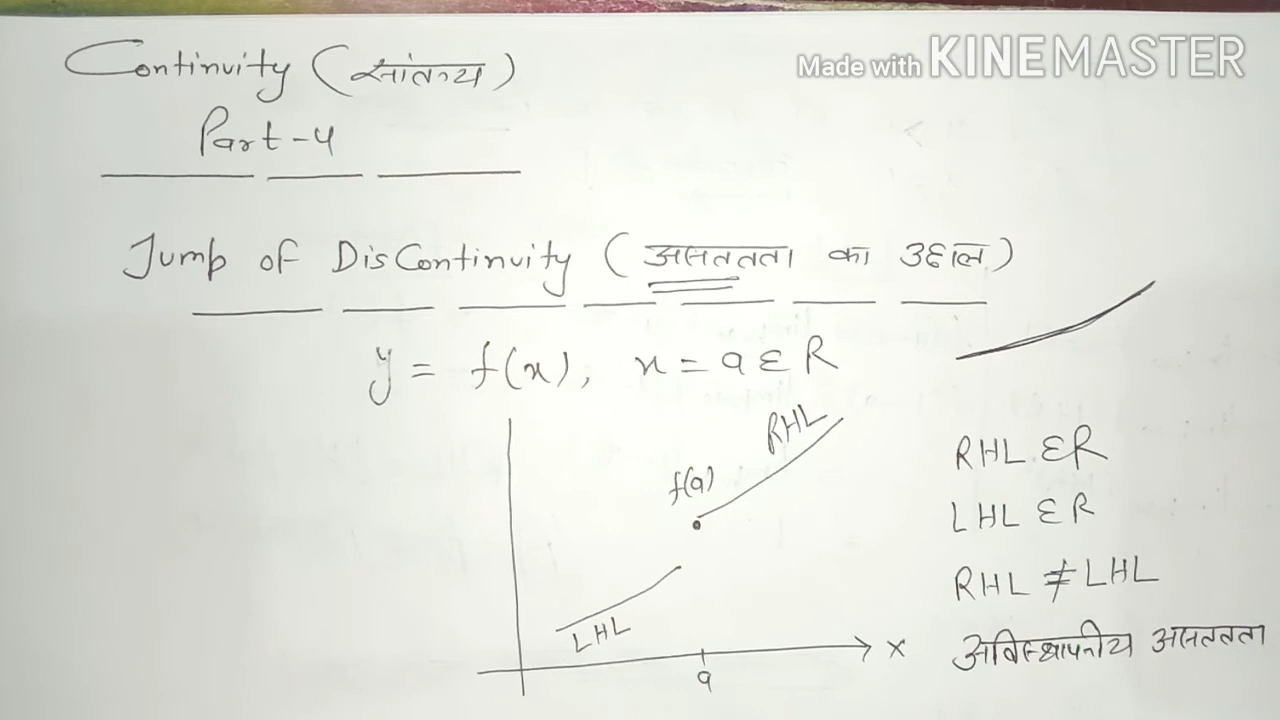 Made with KINEMASTER
Continuity (सांतत्य)
Part-4
Jump of DisContinuity (असततता का उद्दाल)
y = f(x), x = a ∈ R
RHL
f(a)
LHL
a
x
RHL ∈ R
LHL ∈ R
RHL ≠ LHL
अविस्थापनीय असततता